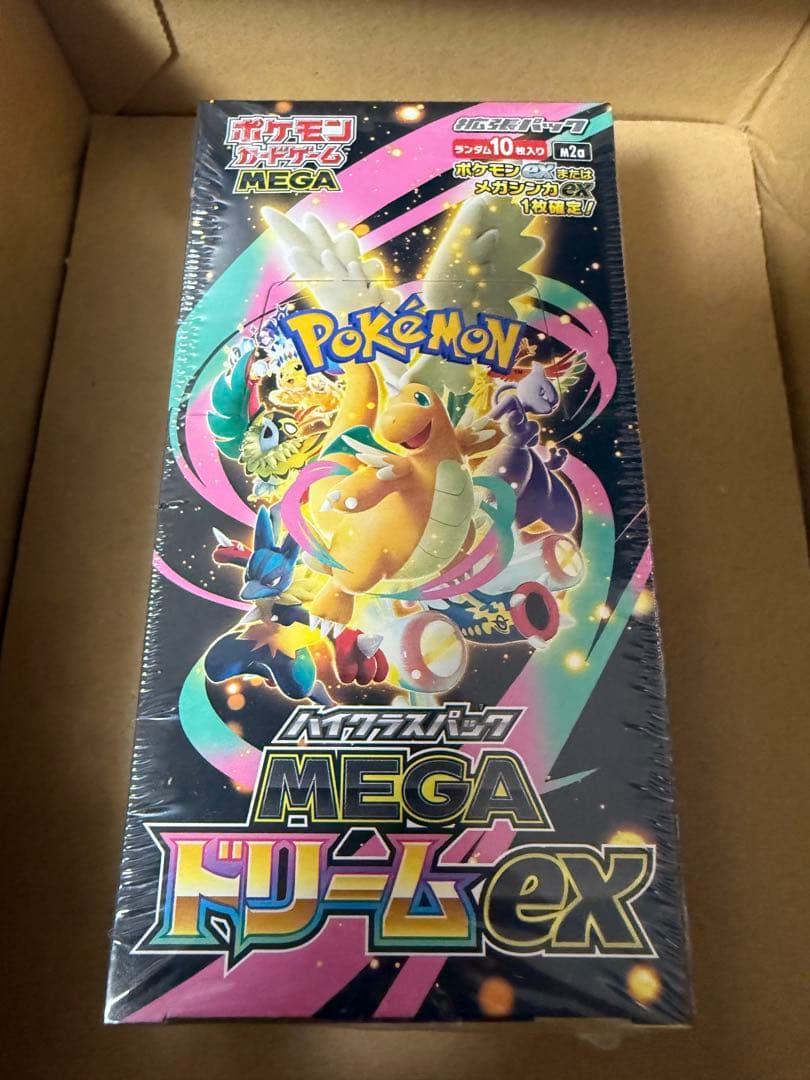 ポケモン
カードゲーム
MEGA
拡張パック
ランダム10枚入り M2a
ポケモンexまたは
メガシンカex
1枚確定!
POKéMON
ハイクラスパック
MEGA
ドリームex